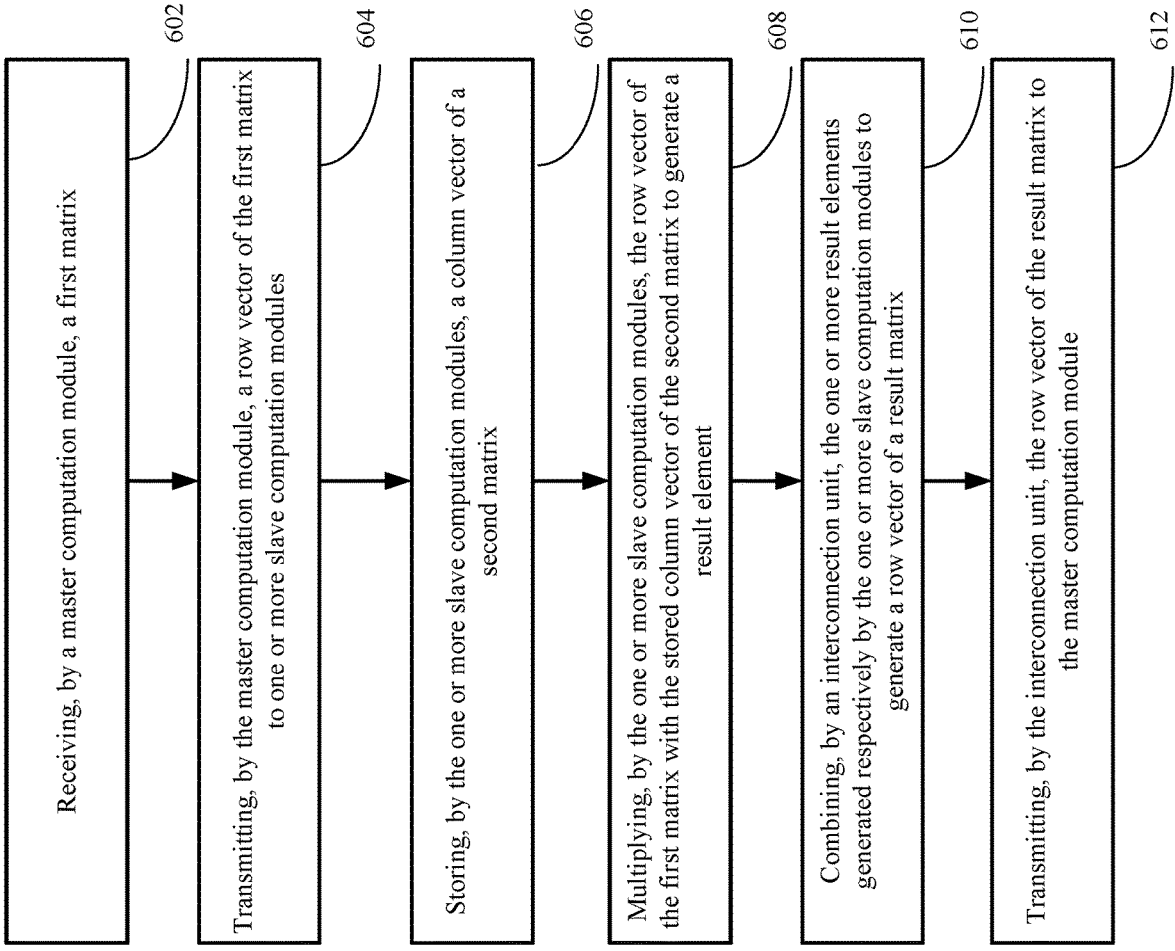 Receiving, by a master computation module, a first matrix
602
Transmitting, by the master computation module, a row vector of the first matrix
to one or more slave computation modules
604
Storing, by the one or more slave computation modules, a column vector of a
second matrix
606
Multiplying, by the one or more slave computation modules, the row vector of
the first matrix with the stored column vector of the second matrix to generate a
result element
608
Combining, by an interconnection unit, the one or more result elements
generated respectively by the one or more slave computation modules to
generate a row vector of a result matrix
610
Transmitting, by the interconnection unit, the row vector of the result matrix to
the master computation module
612